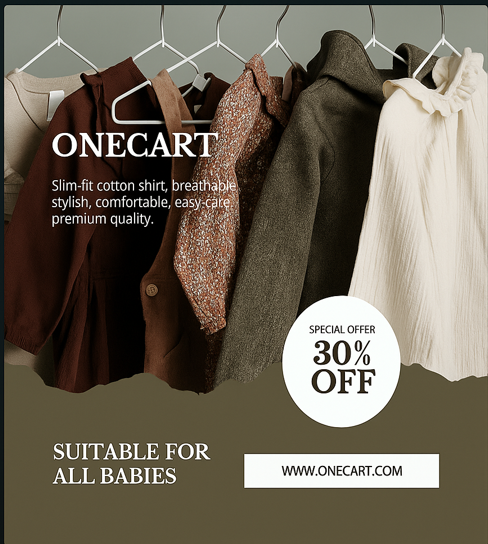 ONECART
Slim-fit cotton shirt, breathable
stylish, comfortable, easy-care
premium quality.
SPECIAL OFFER
30%
OFF
SUITABLE FOR
ALL BABIES
WWW.ONECART.COM